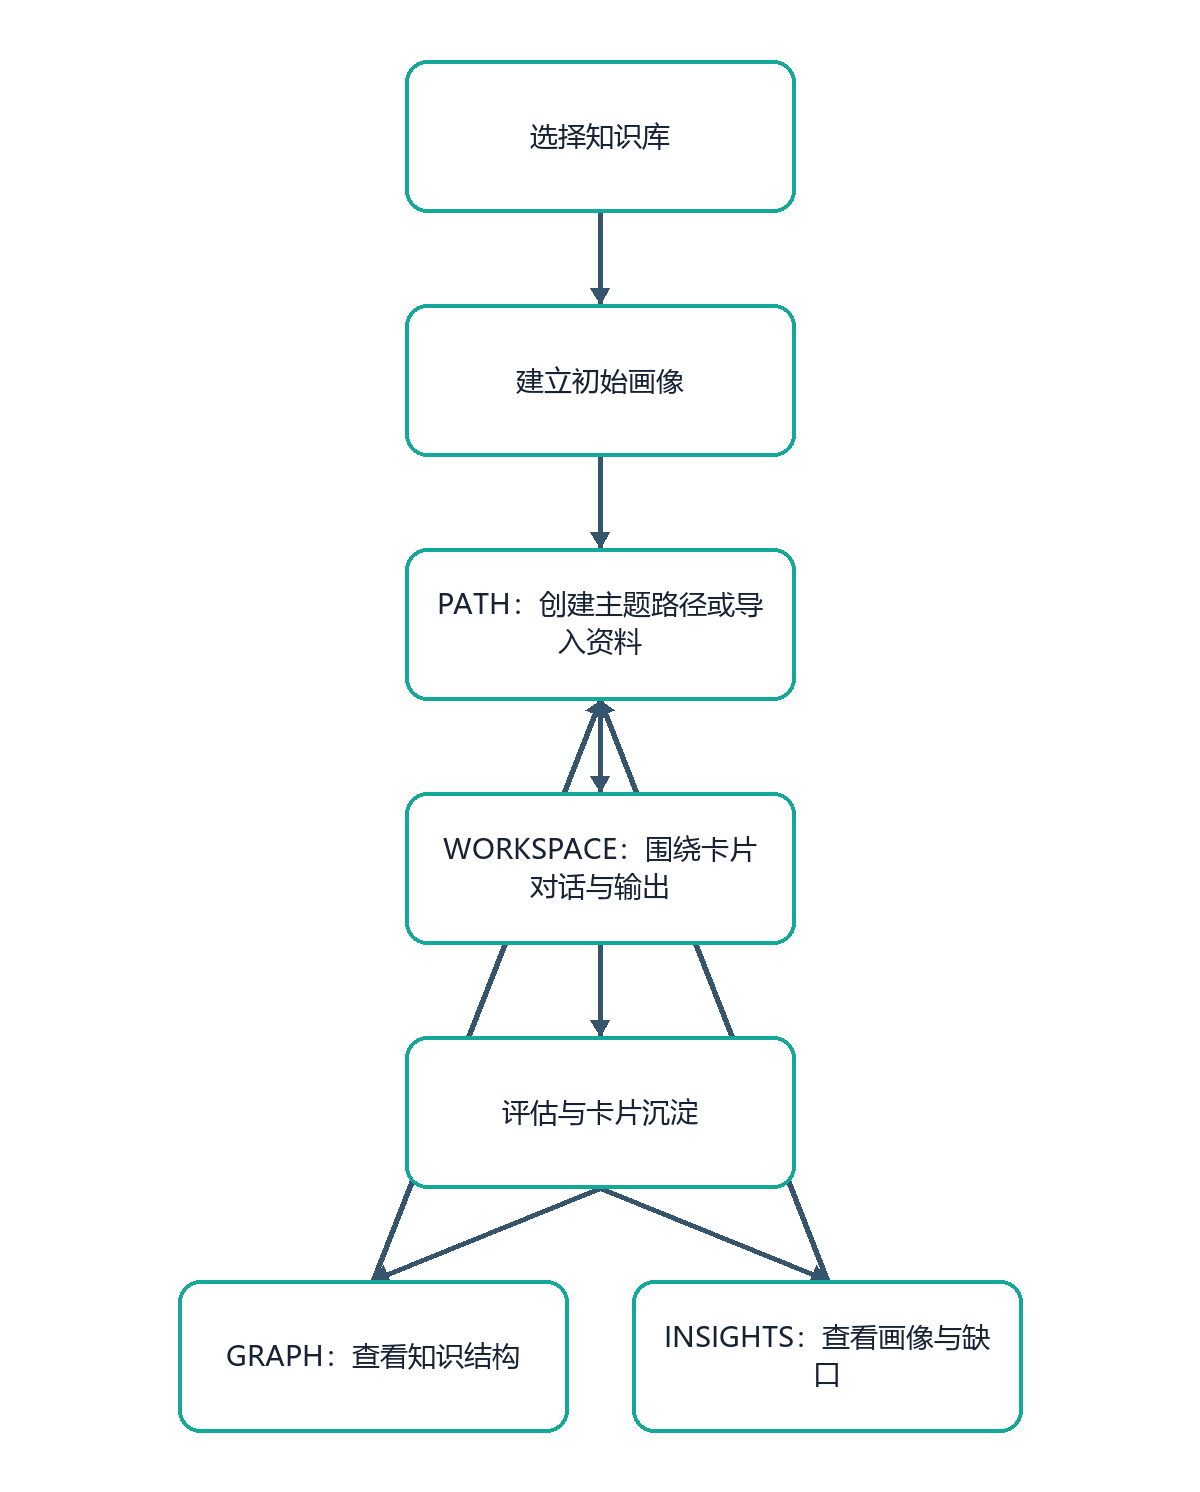 选择知识库
建立初始画像
PATH：创建主题路径或导
入资料
WORKSPACE：围绕卡片
对话与输出
评估与卡片沉淀
GRAPH：查看知识结构
INSIGHTS：查看画像与缺
口